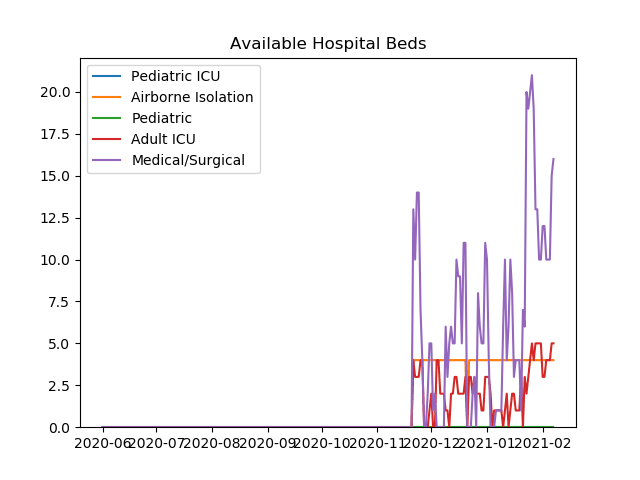 Available Hospital Beds
Pediatric ICU
Airborne Isolation
Pediatric
Adult ICU
Medical/Surgical
20.0
17.5
15.0
12.5
10.0
7.5
5.0
2.5
0.0
2020-06 2020-07 2020-08 2020-09 2020-10 2020-11 2020-12 2021-01 2021-02